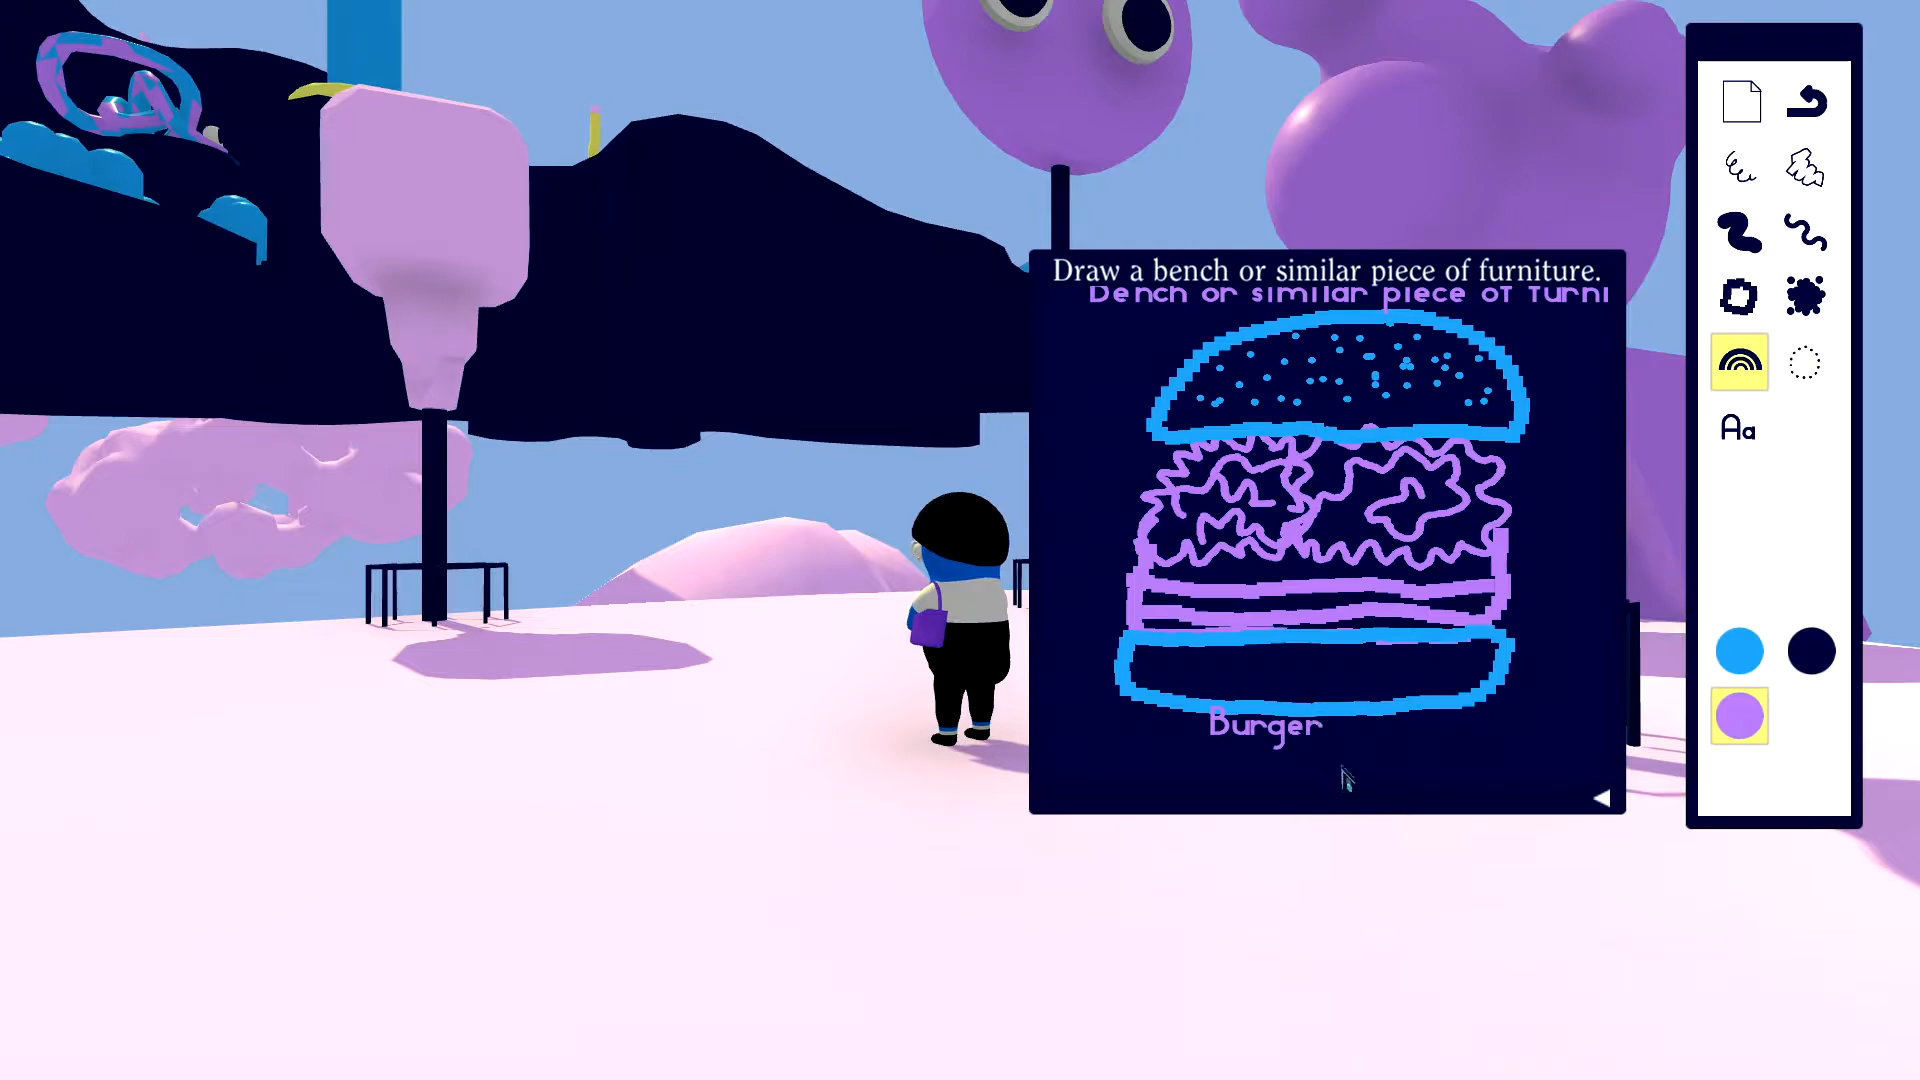 Draw a bench or similar piece of furniture.
bench or similar piece of furni
Burger
Aa